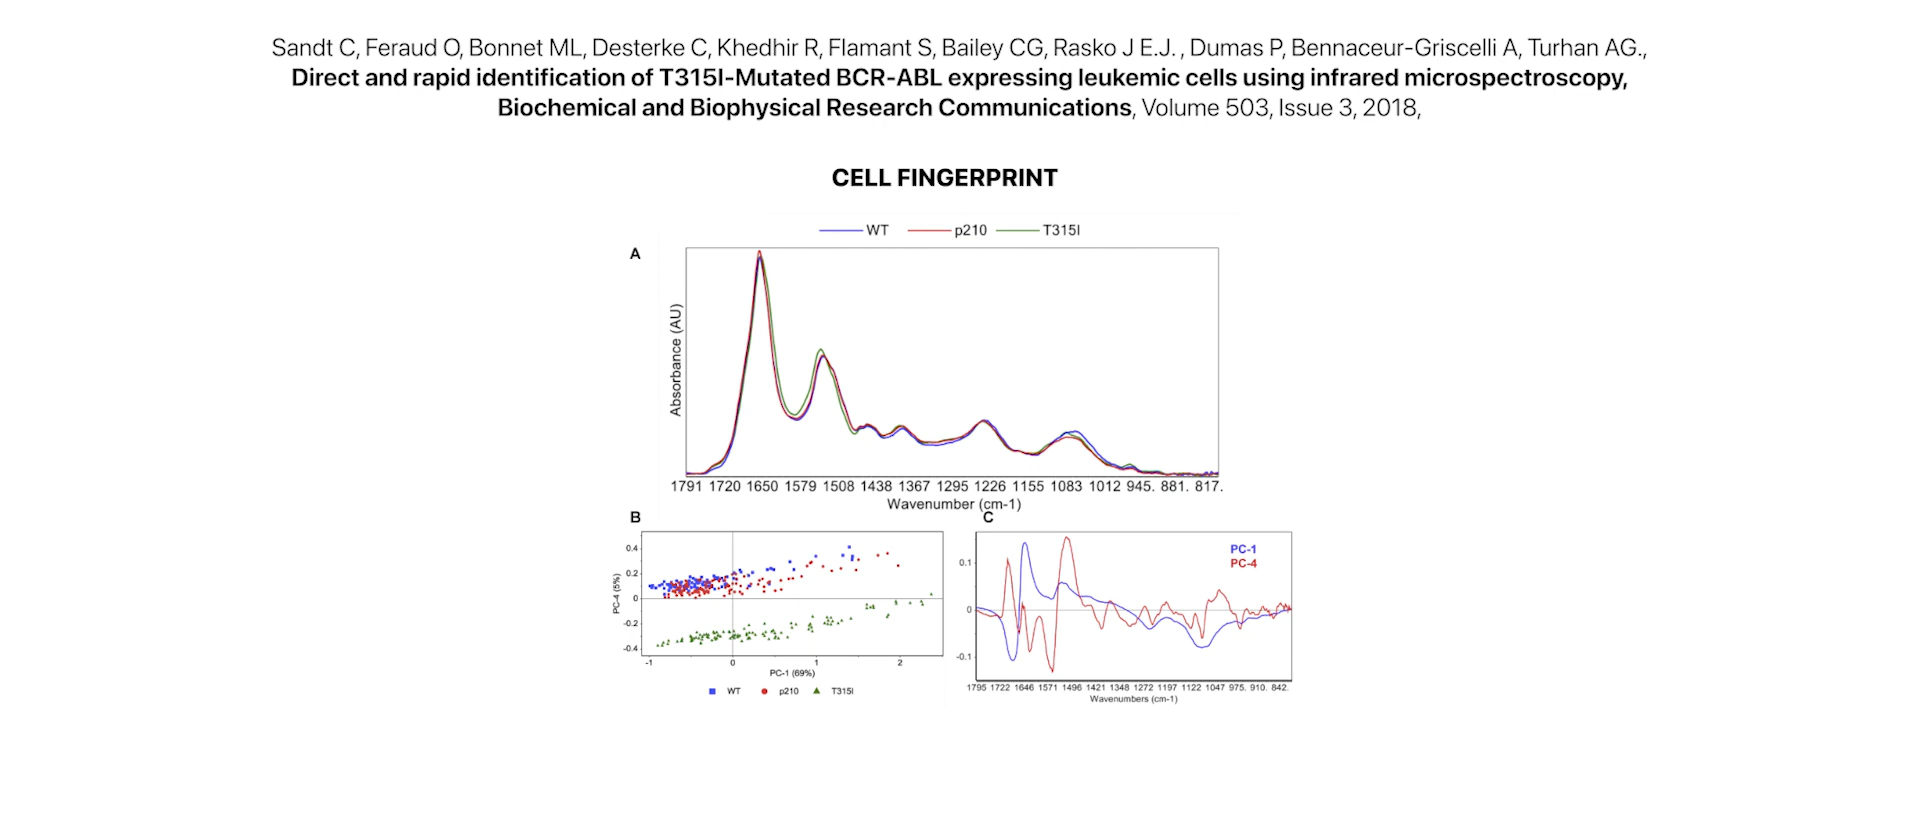 Sandt C, Feraud O, Bonnet ML, Desterke C, Khedhir R, Flamant S, Bailey CG, Rasko J E.J. , Dumas P, Bennaceur-Griscelli A, Turhan AG.,
Direct and rapid identification of T315I-Mutated BCR-ABL expressing leukemic cells using infrared microspectroscopy,
Biochemical and Biophysical Research Communications, Volume 503, Issue 3, 2018,
CELL FINGERPRINT
WT p210 T315I
A
Absorbance (AU)
1791 1720 1650 1579 1508 1438 1367 1295 1226 1155 1083 1012 945. 881. 817.
Wavenumber (cm-1)
B
PC-4 (5%)
0.4
0.2
0
-0.2
-0.4
-1 0 1 2
PC-1 (69%)
WT p210 T315I
C
PC-1
PC-4
0.1
0
-0.1
1795 1722 1646 1571 1496 1421 1348 1272 1197 1122 1047 975. 910. 842.
Wavenumbers (cm-1)